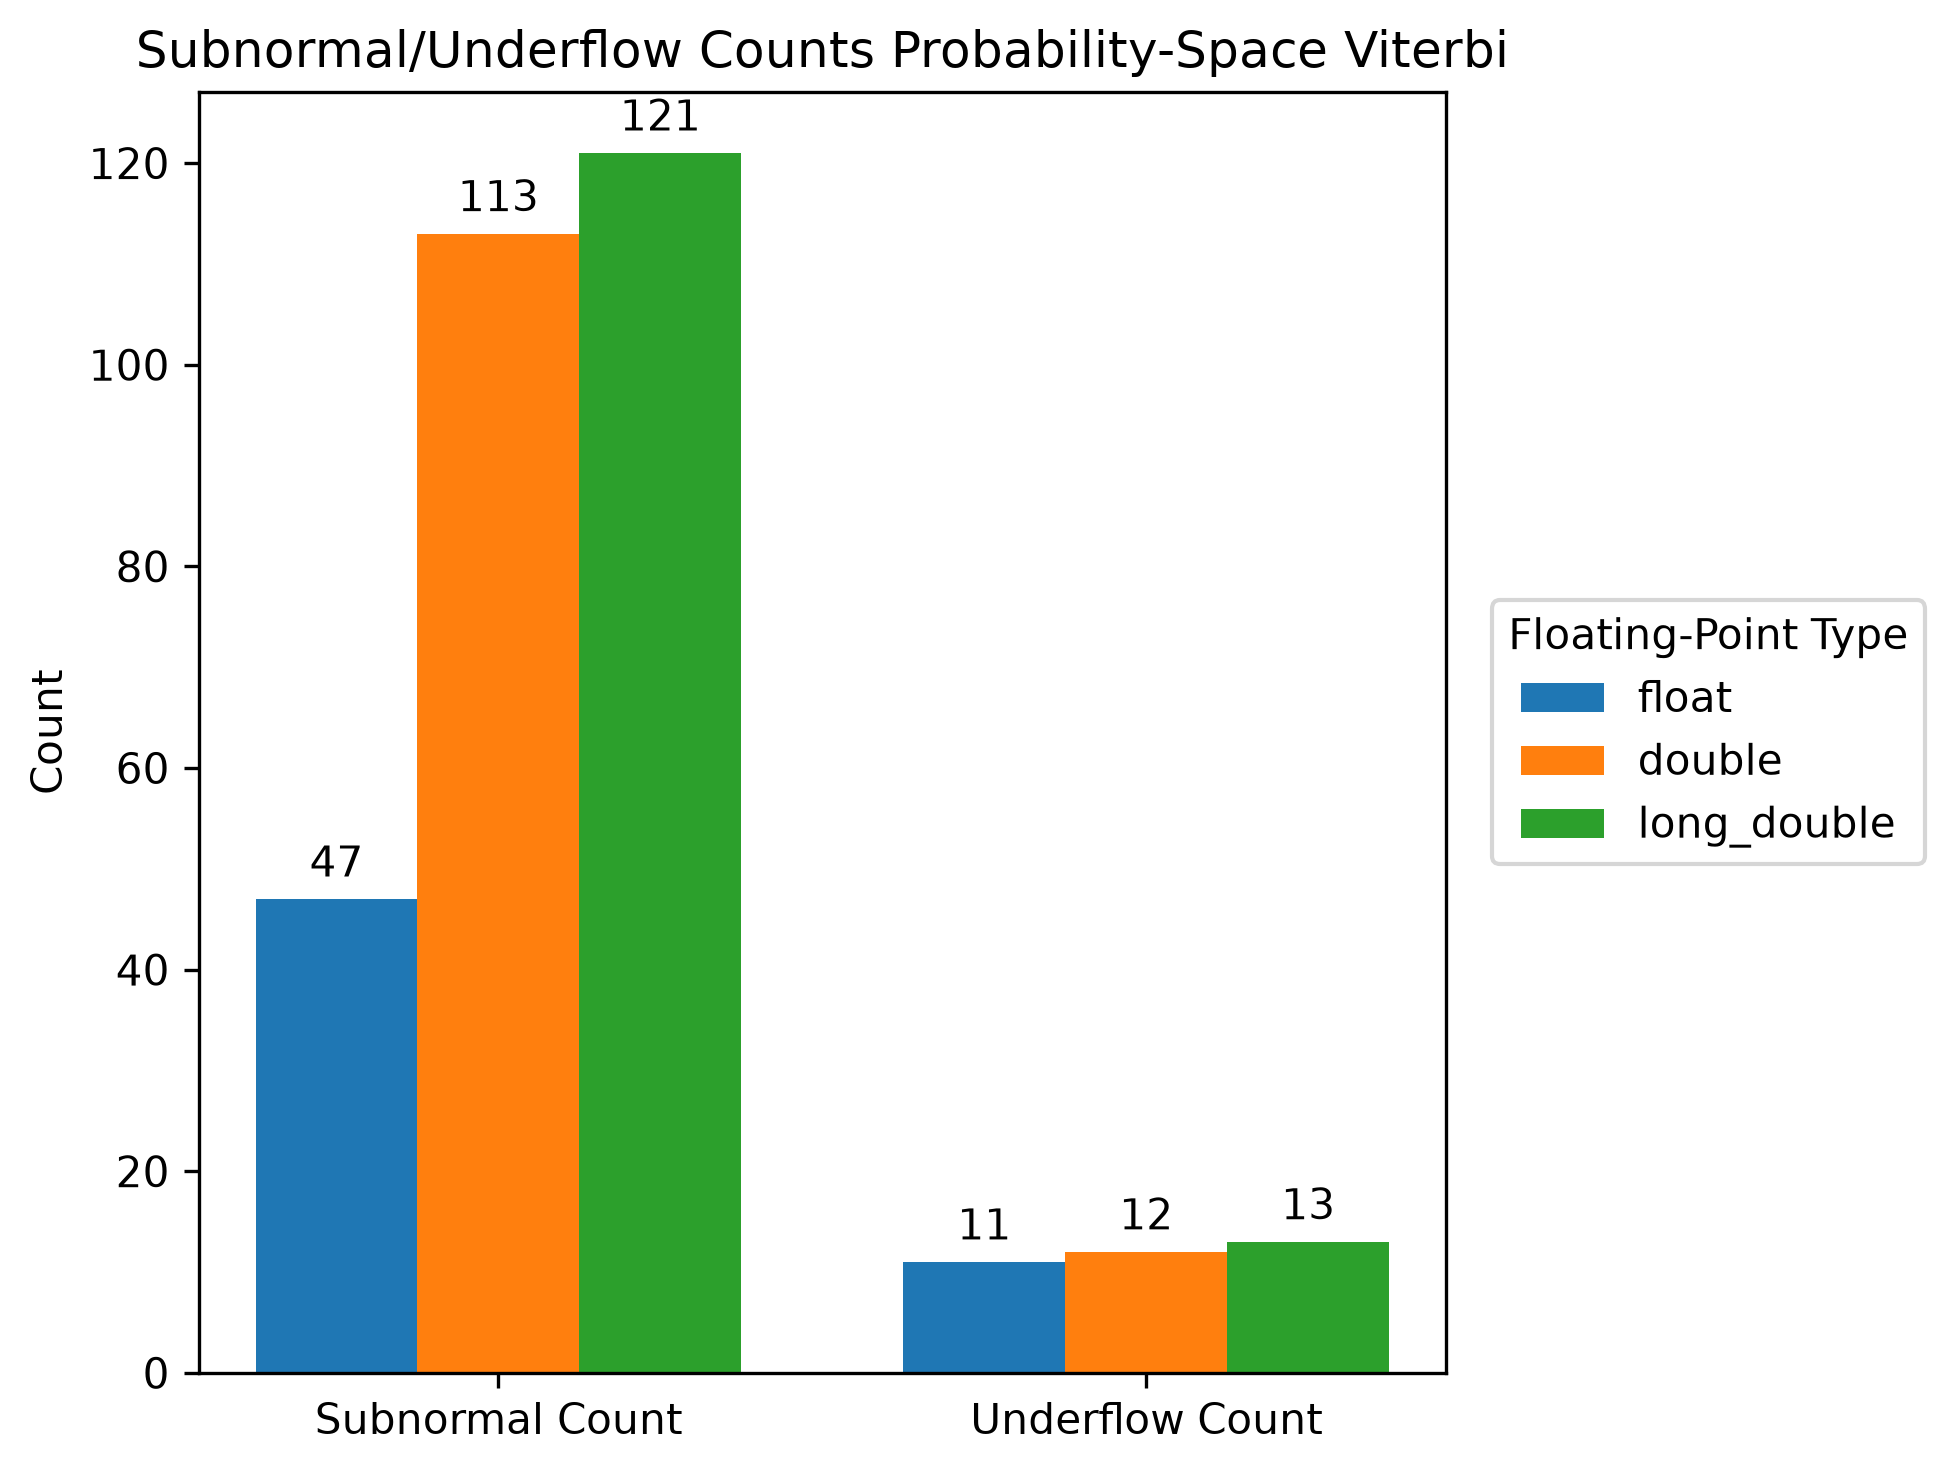 Subnormal/Underflow Counts Probability-Space Viterbi
121
120
113
100
80
Count
60
47
40
20
11
12
13
0
Subnormal Count
Underflow Count
Floating-Point Type
float
double
long_double